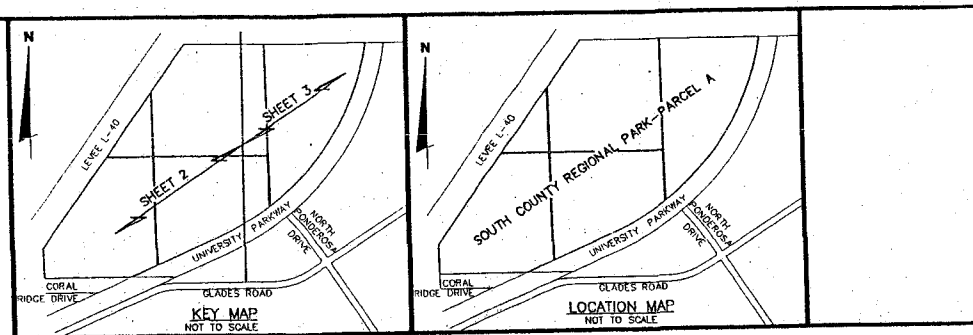 N
LEVEE L-40
SHEET 3
SHEET 2
UNIVERSITY PARKWAY
NORTH
PONDEROSA
DRIVE
CORAL
RIDGE DRIVE
GLADES ROAD
KEY MAP
NOT TO SCALE
N
LEVEE L-40
SOUTH COUNTY REGIONAL PARK-PARCEL A
UNIVERSITY PARKWAY
NORTH
PONDEROSA
DRIVE
CORAL
RIDGE DRIVE
GLADES ROAD
LOCATION MAP
NOT TO SCALE